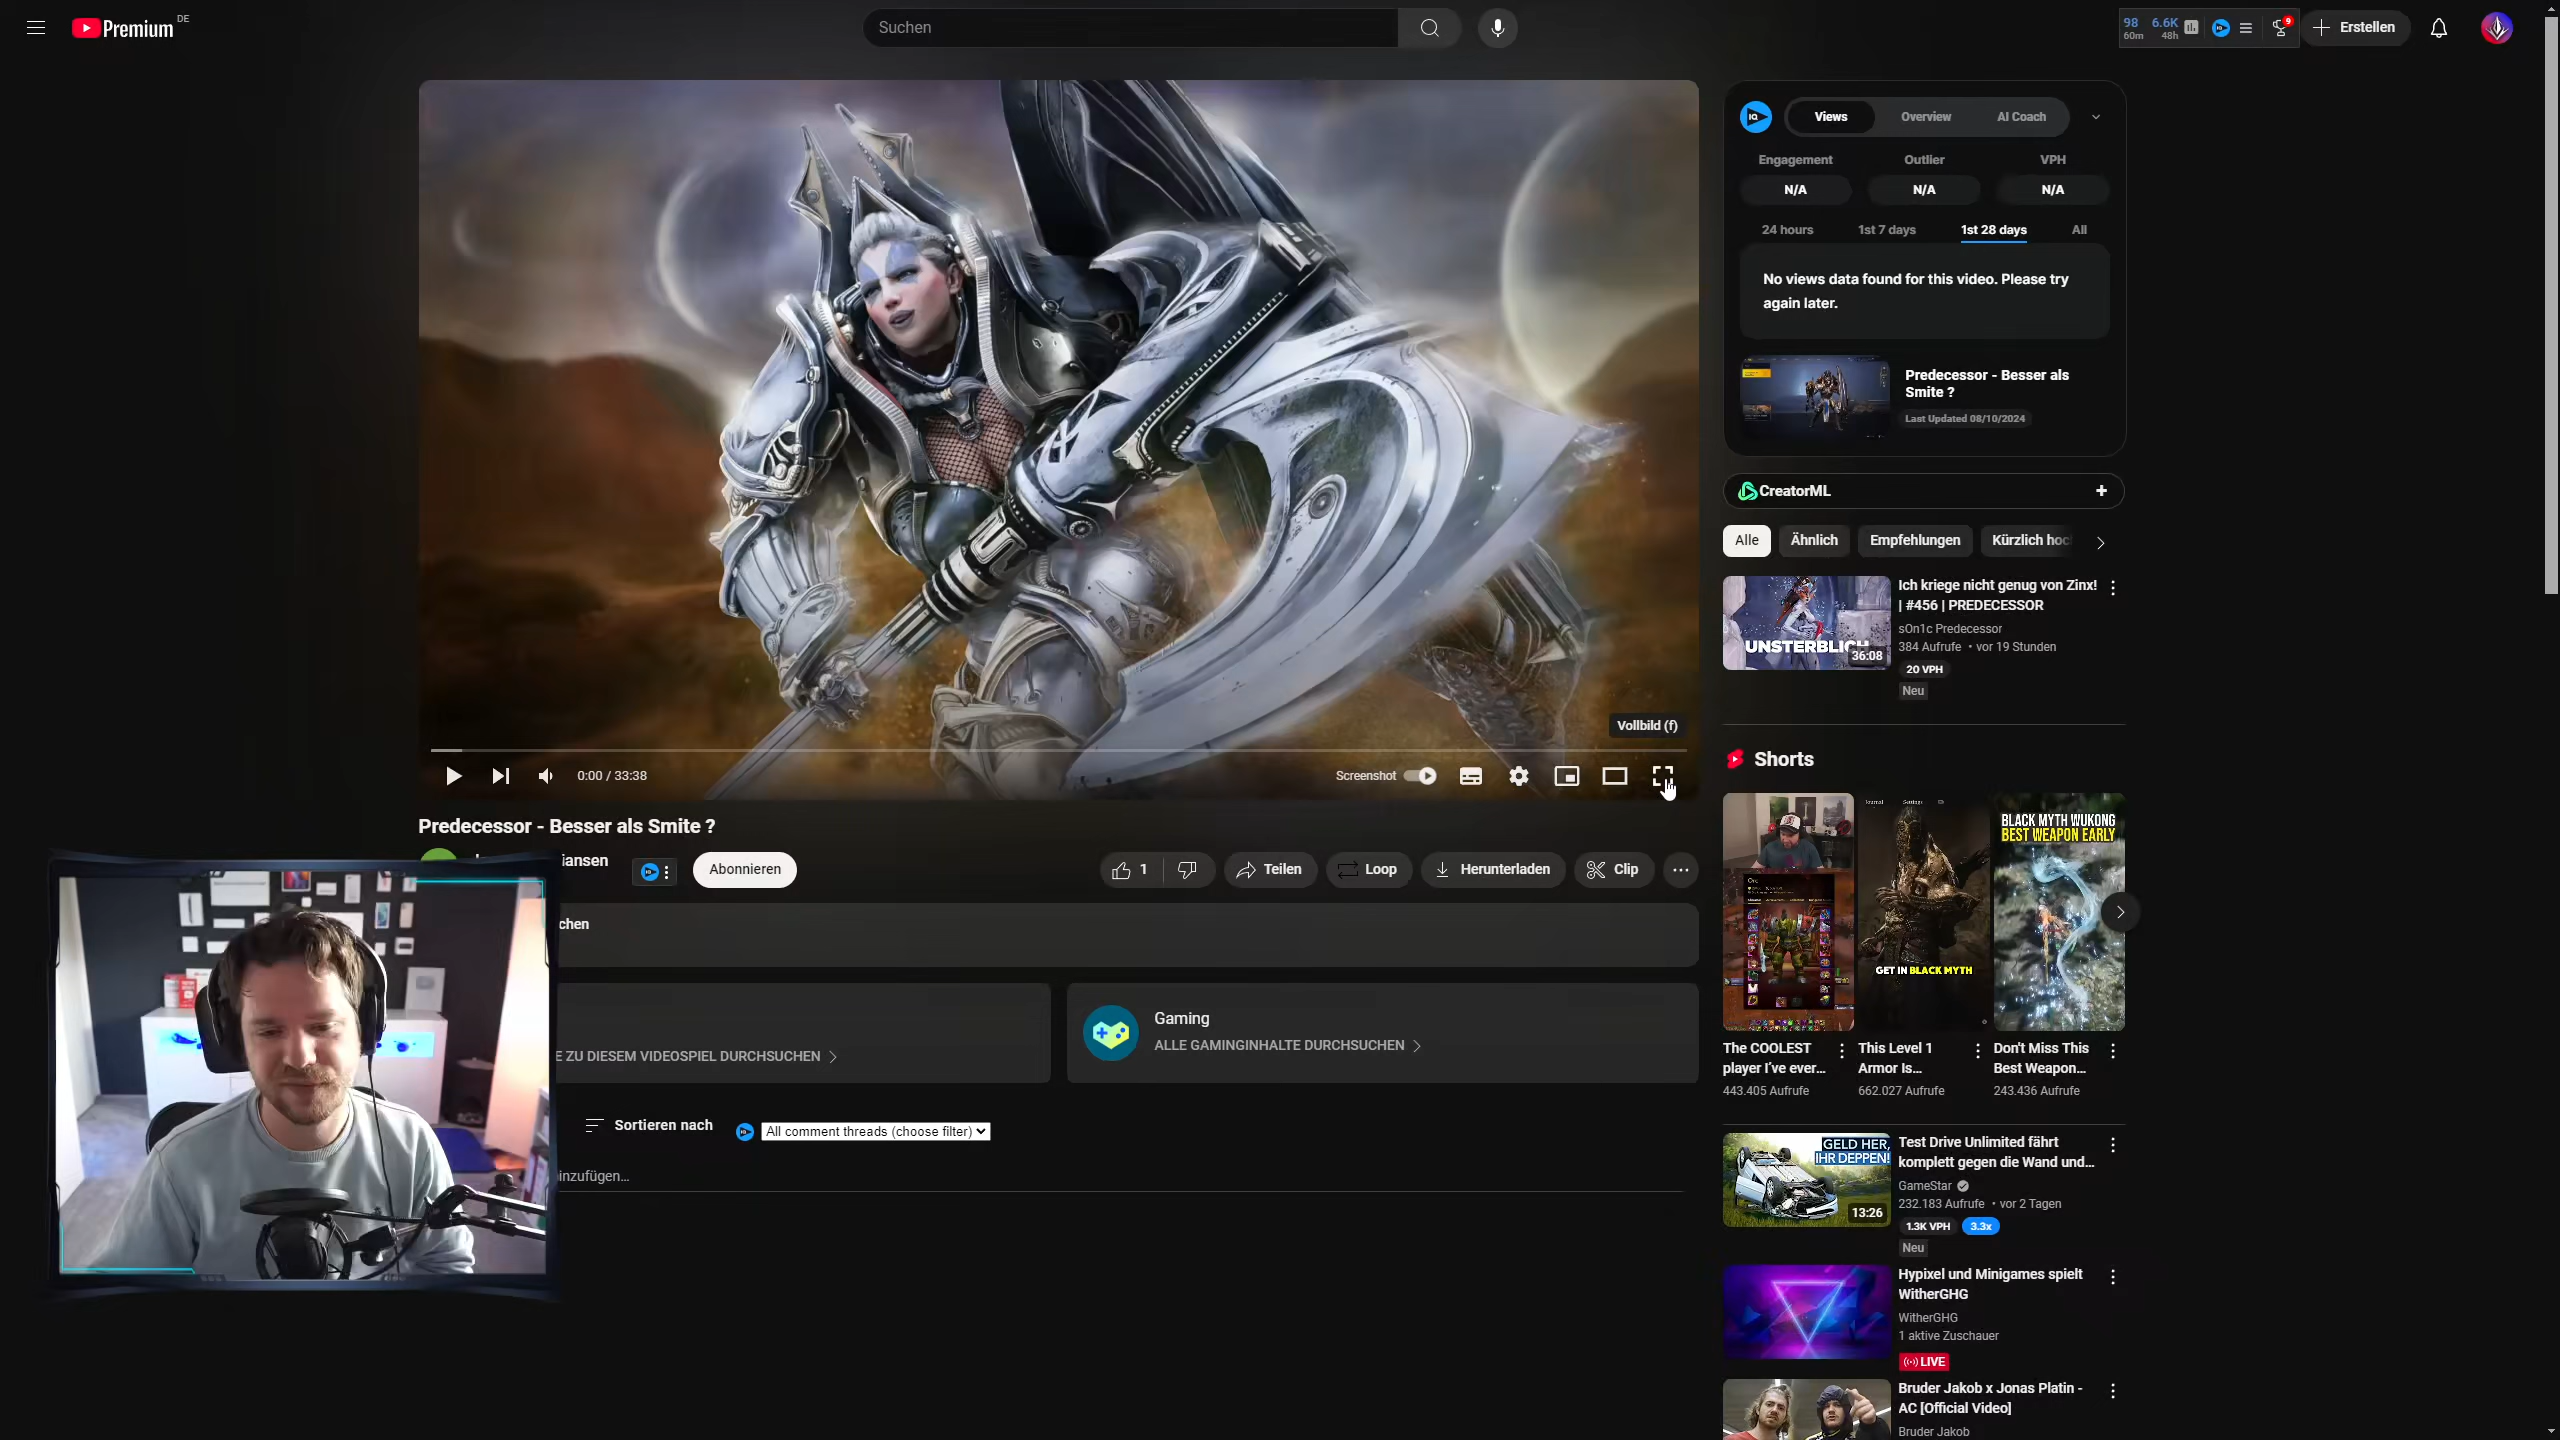 Premium DE
Suchen
98 6.6K
60m 48h
9
Erstellen
IQ
Views Overview AI Coach
Engagement Outlier VPH
N/A N/A N/A
24 hours 1st 7 days 1st 28 days All
No views data found for this video. Please try
again later.
Predecessor - Besser als
Smite ?
Last Updated 08/10/2024
CreatorML
Alle Ähnlich Empfehlungen Kürzlich
UNSTERBLICH
36:08
Ich kriege nicht genug von Zinx!
| #456 | PREDECESSOR
sOn1c Predecessor
384 Aufrufe • vor 19 Stunden
20 VPH
Neu
Vollbild (f)
0:00 / 33:38
Screenshot
Predecessor - Besser als Smite ?
iansen
Abonnieren
1
Teilen
Loop
Herunterladen
Clip
chen
E ZU DIESEM VIDEOSPIEL DURCHSUCHEN
Gaming
ALLE GAMINGINHALTE DURCHSUCHEN
Sortieren nach
All comment threads (choose filter)
inzufügen...
Shorts
Journal Settings
GET IN BLACK MYTH
BLACK MYTH WUKONG
BEST WEAPON EARLY
The COOLEST
player I've ever...
443.405 Aufrufe
This Level 1
Armor Is...
662.027 Aufrufe
Don't Miss This
Best Weapon...
243.436 Aufrufe
GELD HER,
IHR DEPPEN!
13:26
Test Drive Unlimited fährt
komplett gegen die Wand und...
GameStar
232.183 Aufrufe • vor 2 Tagen
1.3K VPH 3.3x
Neu
Hypixel und Minigames spielt
WitherGHG
WitherGHG
1 aktive Zuschauer
LIVE
Bruder Jakob x Jonas Platin -
AC [Official Video]
Bruder Jakob